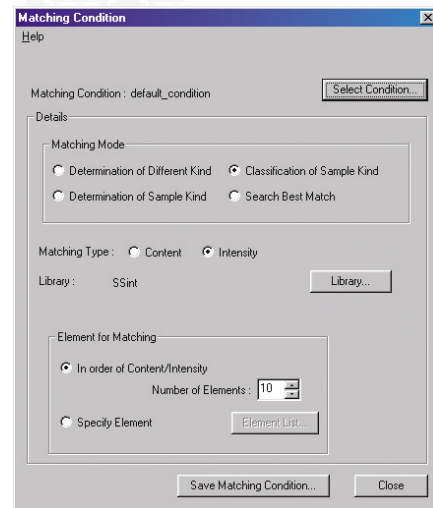 Matching Condition
Help
Matching Condition : default_condition
Select Condition...
Details
Matching Mode
Determination of Different Kind
Classification of Sample Kind
Determination of Sample Kind
Search Best Match
Matching Type : Content Intensity
Library : SSint Library...
Element for Matching
In order of Content/Intensity
Number of Elements : 10
Specify Element
Element List...
Save Matching Condition...
Close